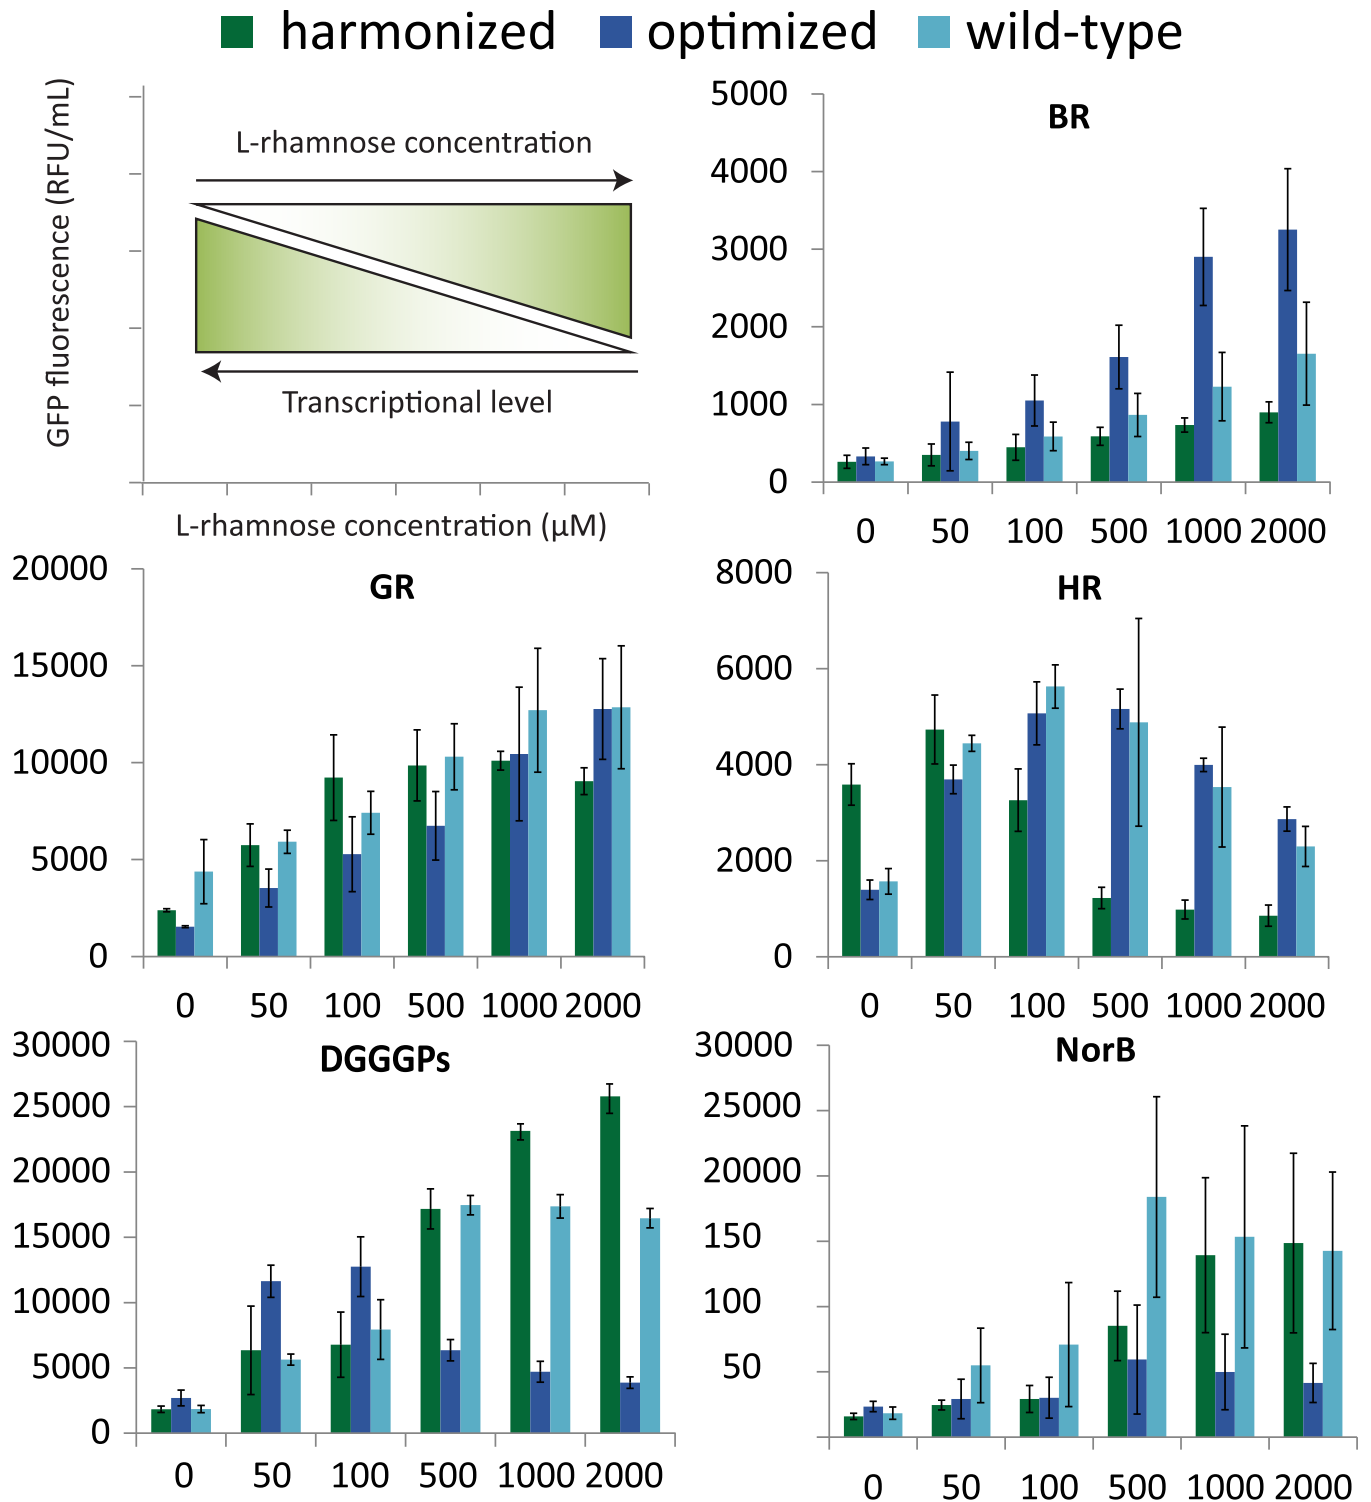 harmonized optimized wild-type
GFP fluorescence (RFU/mL)
L-rhamnose concentration
Transcriptional level
L-rhamnose concentration (µM)
BR
5000
4000
3000
2000
1000
0
0 50 100 500 1000 2000
GR
20000
15000
10000
5000
0
0 50 100 500 1000 2000
HR
8000
6000
4000
2000
0
0 50 100 500 1000 2000
DGGGPs
30000
25000
20000
15000
10000
5000
0
0 50 100 500 1000 2000
NorB
30000
25000
20000
150
100
50
0 50 100 500 1000 2000